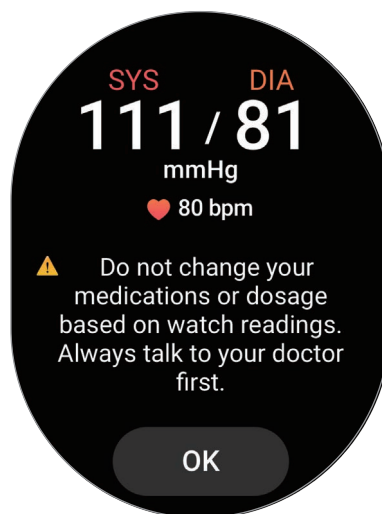 SYS DIA
111 / 81
mmHg
80 bpm
Do not change your
medications or dosage
based on watch readings.
Always talk to your doctor
first.
OK